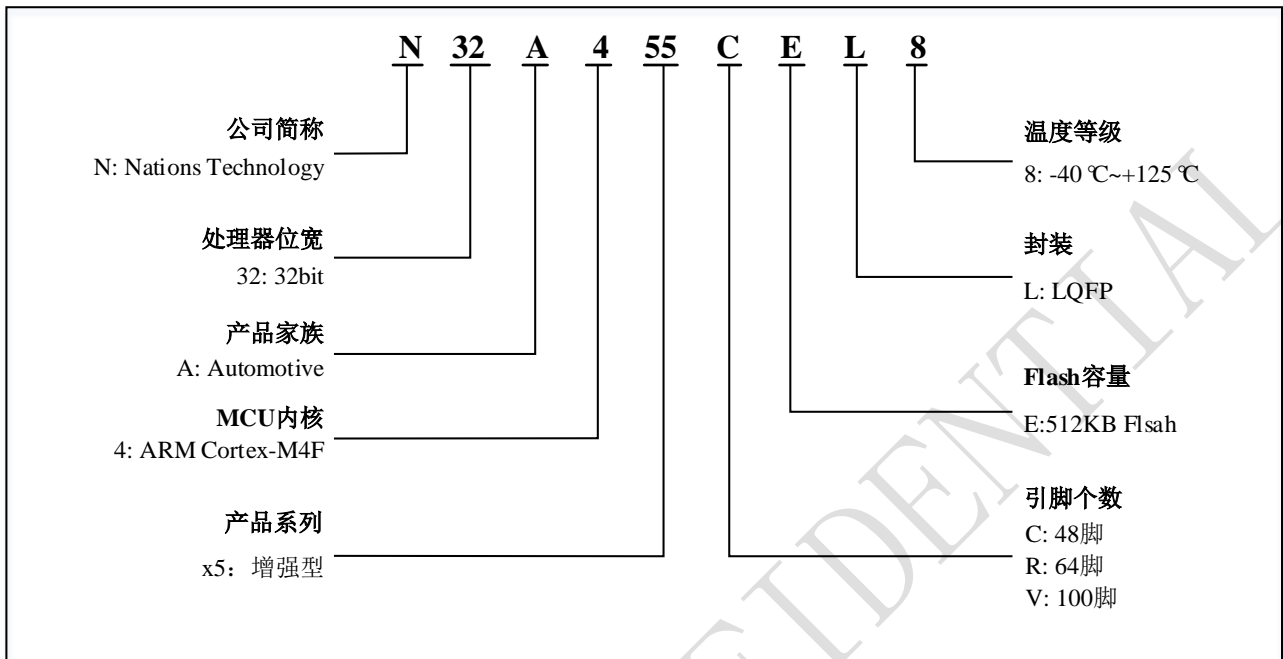 N 32 A 4 55 C E L 8
公司简称
N: Nations Technology
处理器位宽
32: 32bit
产品家族
A: Automotive
MCU内核
4: ARM Cortex-M4F
产品系列
x5：增强型
温度等级
8: -40 ℃~+125 ℃
封装
L: LQFP
Flash容量
E:512KB Flsah
引脚个数
C: 48脚
R: 64脚
V: 100脚